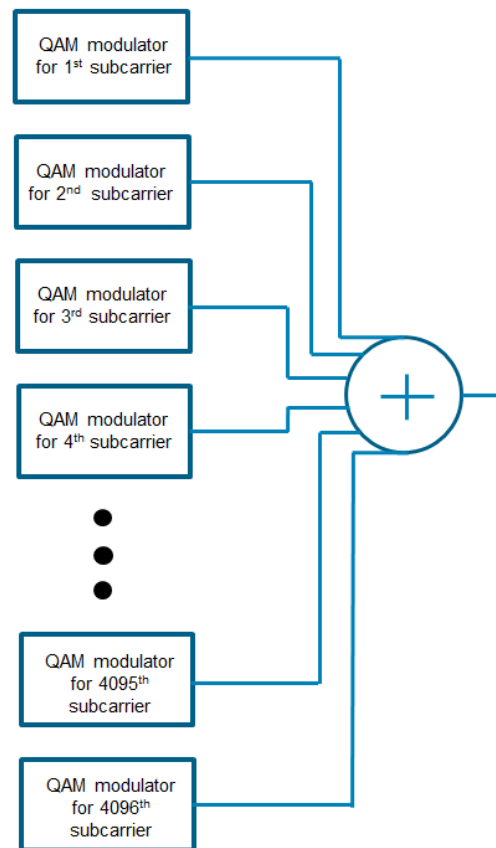 QAM modulator
for 1st subcarrier
QAM modulator
for 2nd subcarrier
QAM modulator
for 3rd subcarrier
QAM modulator
for 4th subcarrier
QAM modulator
for 4095th
subcarrier
QAM modulator
for 4096th
subcarrier